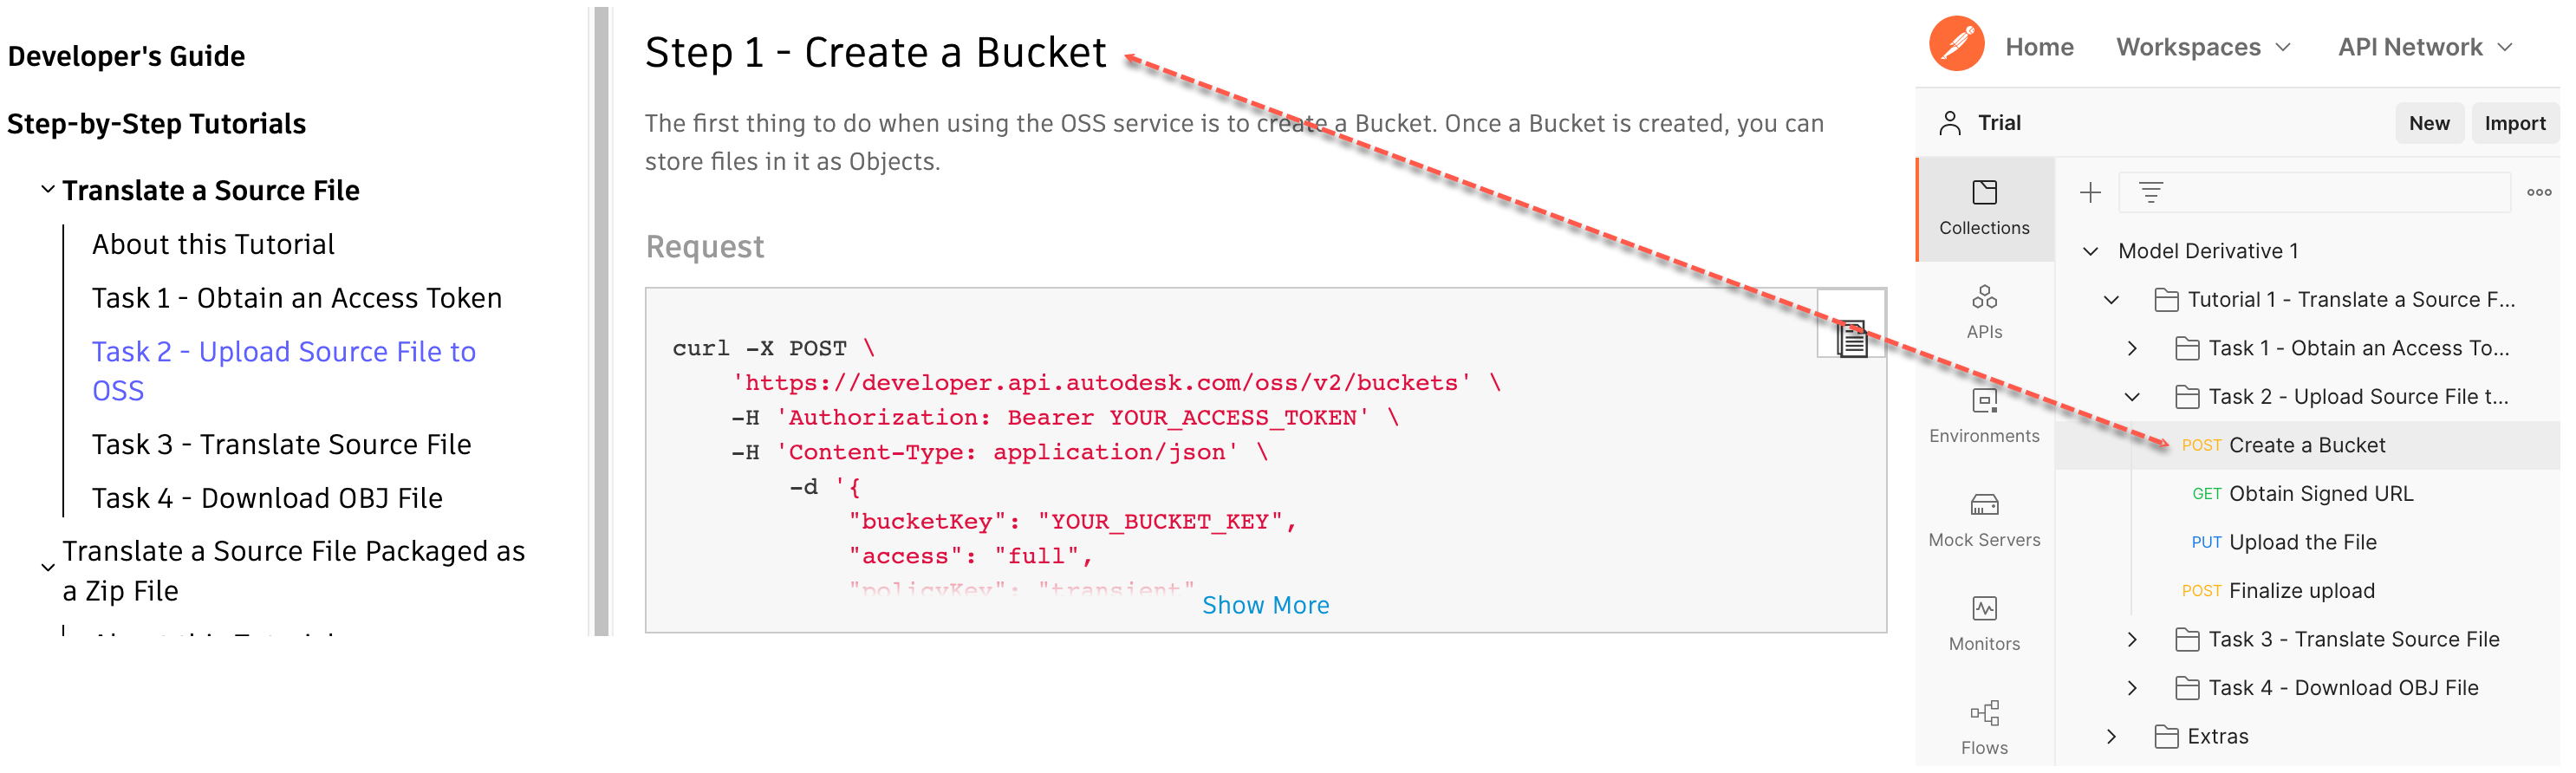 Developer's Guide
Step-by-Step Tutorials
Translate a Source File
About this Tutorial
Task 1 - Obtain an Access Token
Task 2 - Upload Source File to
OSS
Task 3 - Translate Source File
Task 4 - Download OBJ File
Translate a Source File Packaged as
a Zip File
About this Tutorial
Step 1 - Create a Bucket
The first thing to do when using the OSS service is to create a Bucket. Once a Bucket is created, you can
store files in it as Objects.
Request
curl -X POST \
'https://developer.api.autodesk.com/oss/v2/buckets' \
-H 'Authorization: Bearer YOUR_ACCESS_TOKEN' \
-H 'Content-Type: application/json' \
-d '{
"bucketKey": "YOUR_BUCKET_KEY",
"access": "full",
"policyKey": "transient"
Show More
Home Workspaces API Network
Trial New Import
Collections
APIs
Environments
Mock Servers
Monitors
Flows
Model Derivative 1
Tutorial 1 - Translate a Source F...
Task 1 - Obtain an Access To...
Task 2 - Upload Source File t...
POST Create a Bucket
GET Obtain Signed URL
PUT Upload the File
POST Finalize upload
Task 3 - Translate Source File
Task 4 - Download OBJ File
Extras